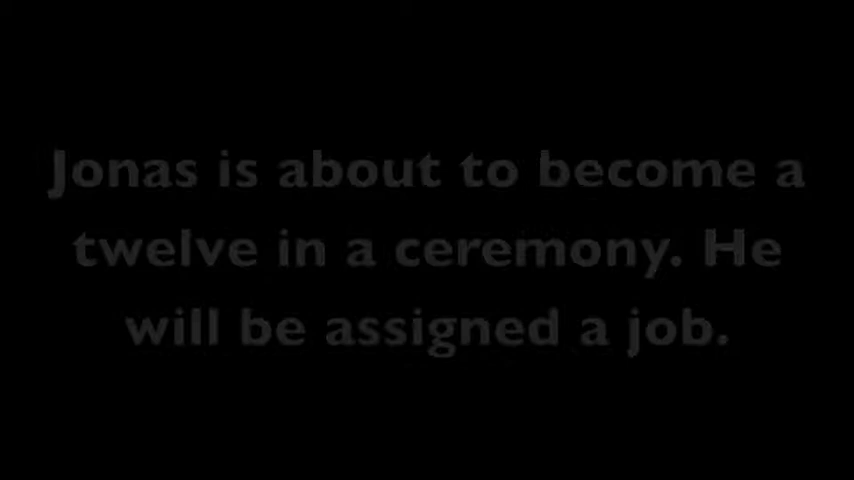 Jonas is about to become a
twelve in a ceremony. He
will be assigned a job.